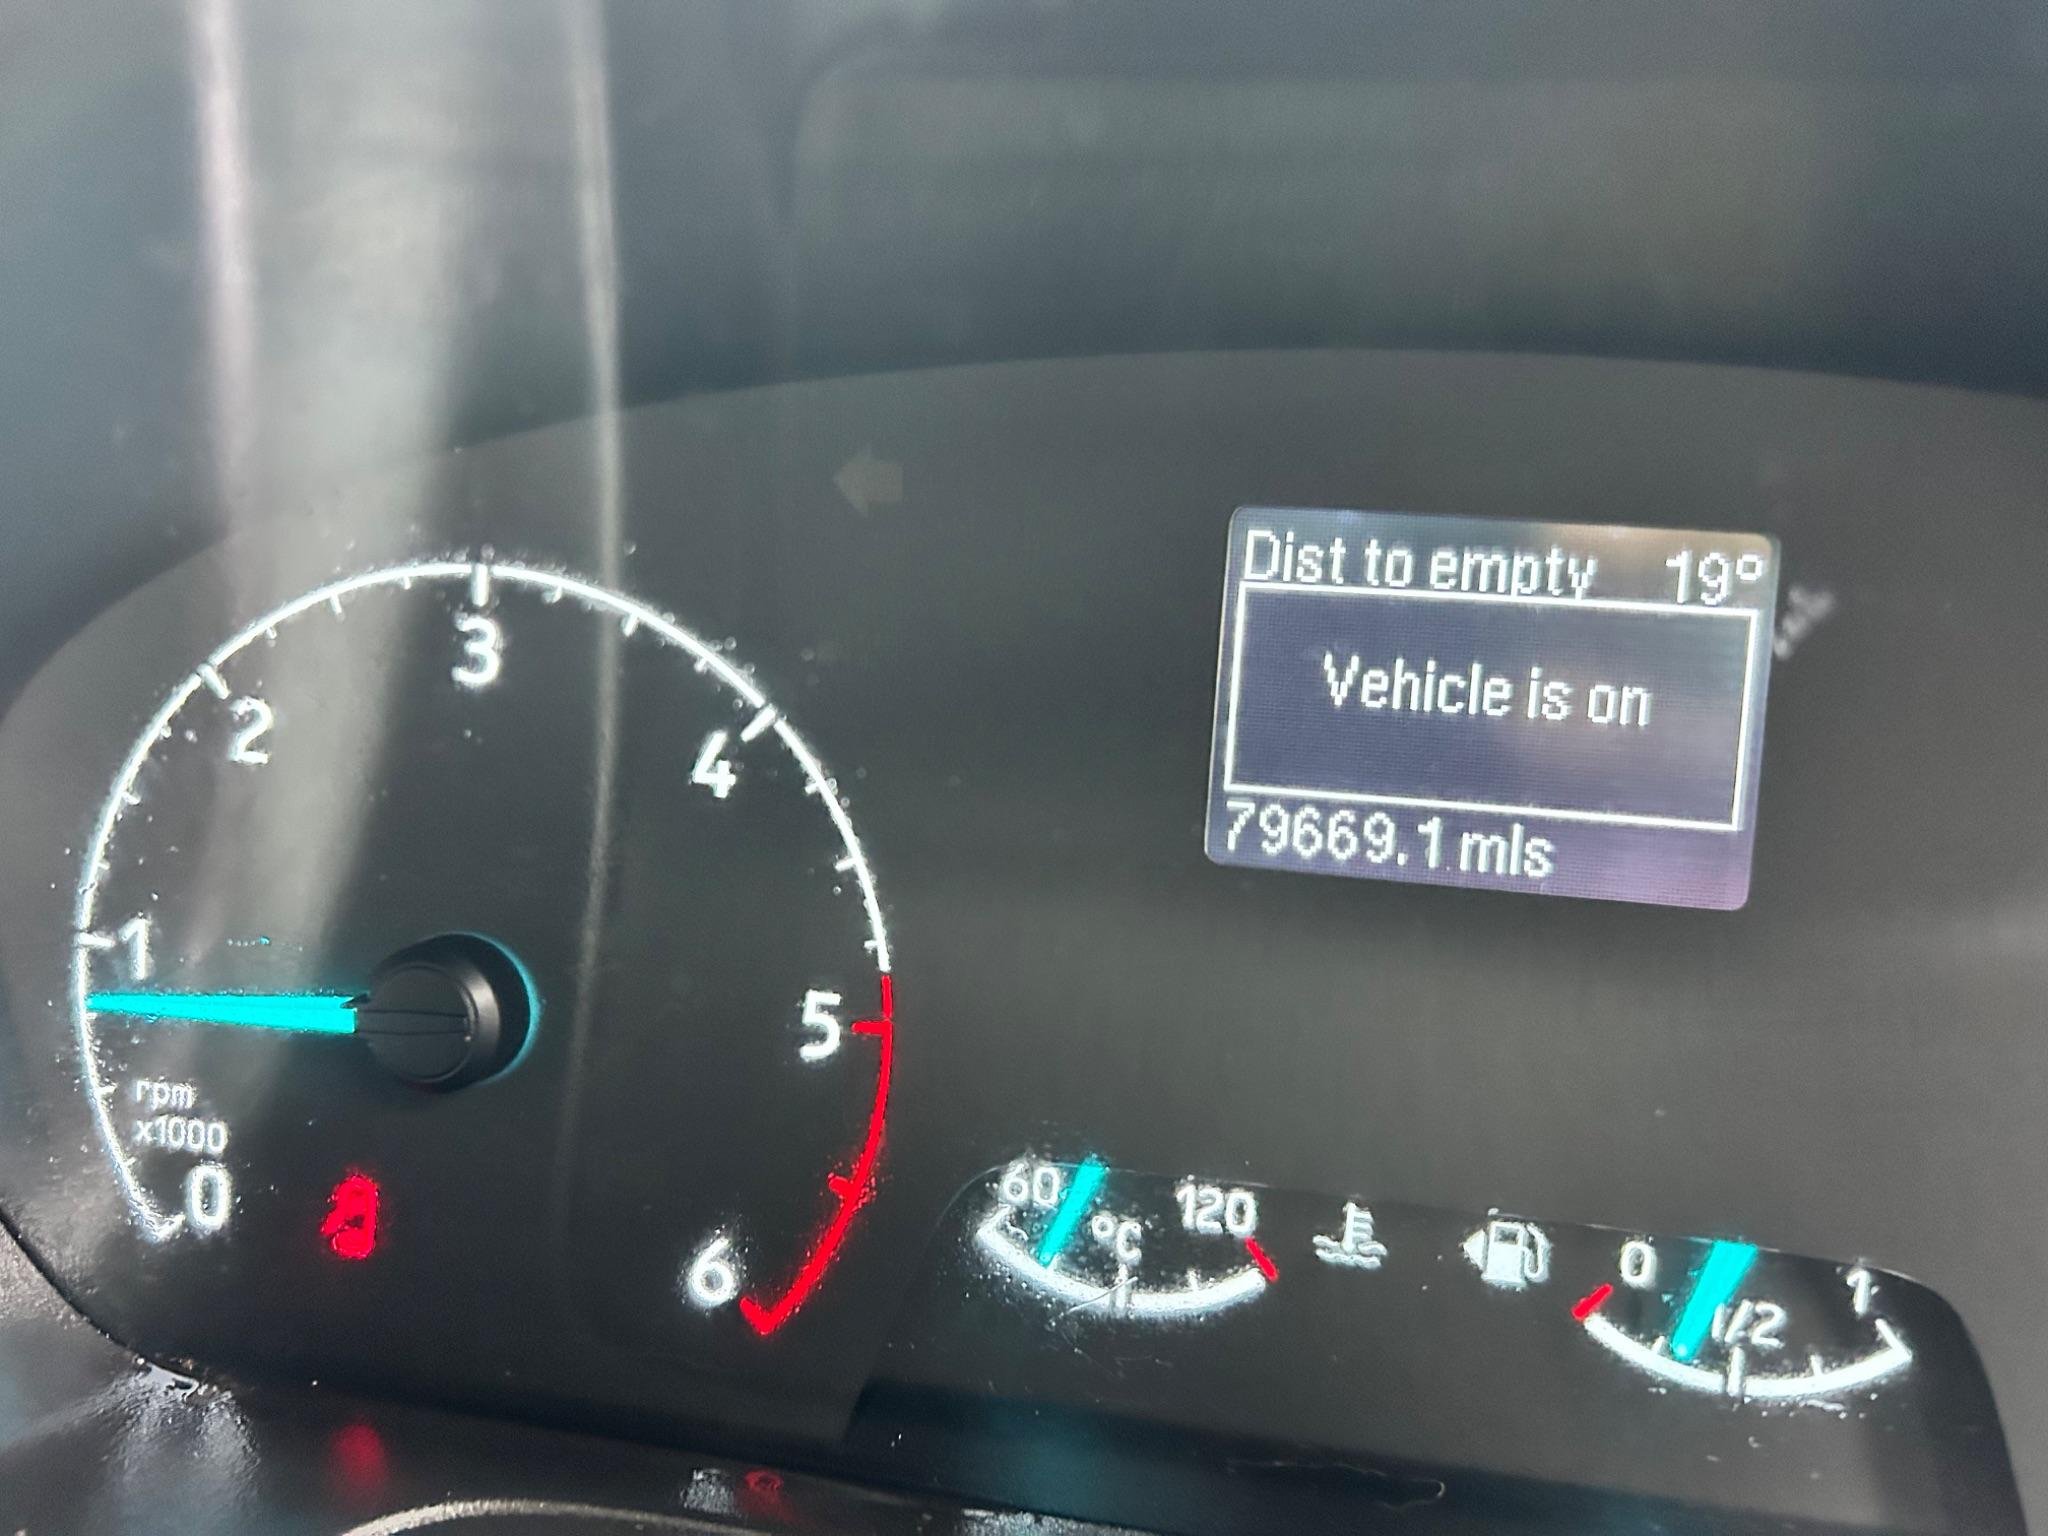 Dist to empty 19°
Vehicle is on
79669.1 mls
3
2
4
1
5
rpm
x1000
0
6
60
°C
120
0
1/2
1